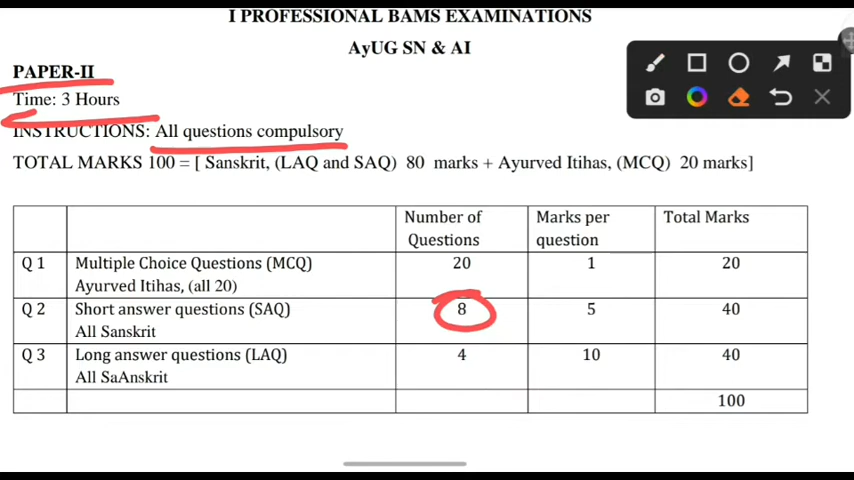 I PROFESSIONAL BAMS EXAMINATIONS
AyUG SN & AI
PAPER-II
Time: 3 Hours
INSTRUCTIONS: All questions compulsory
TOTAL MARKS 100 = [ Sanskrit, (LAQ and SAQ) 80 marks + Ayurved Itihas, (MCQ) 20 marks]
Number of Questions Marks per question Total Marks
Q 1 Multiple Choice Questions (MCQ) 20 1 20
Ayurved Itihas, (all 20)
Q 2 Short answer questions (SAQ) 8 5 40
All Sanskrit
Q 3 Long answer questions (LAQ) 4 10 40
All SaAnskrit
100